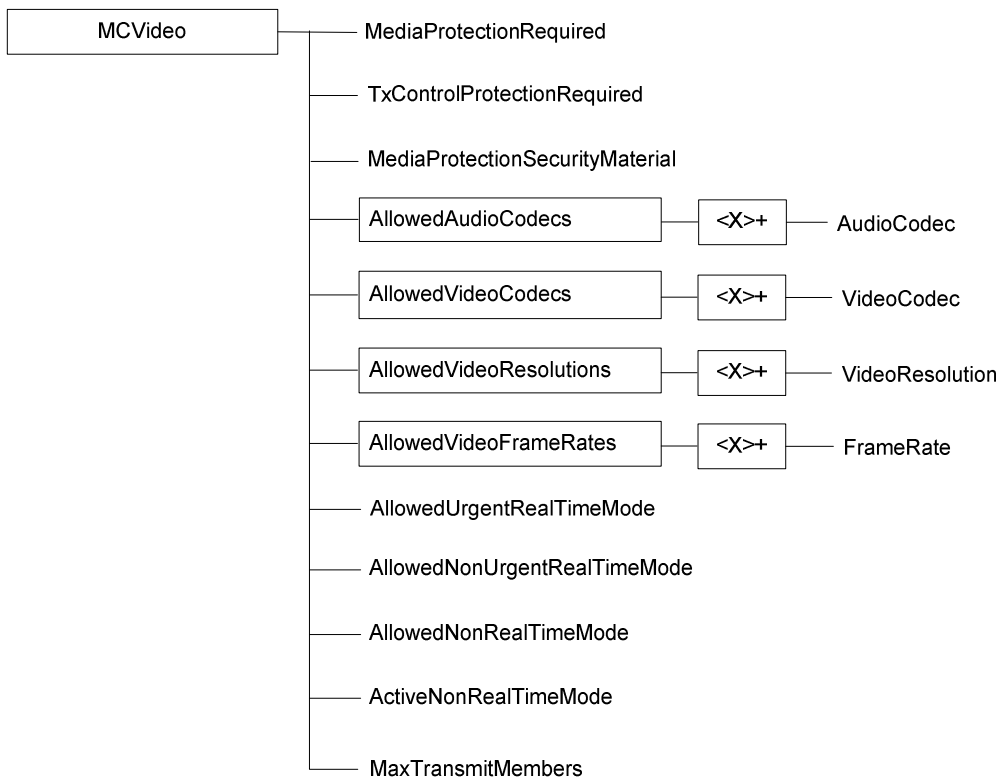 MCVideo
MediaProtectionRequired
TxControlProtectionRequired
MediaProtectionSecurityMaterial
AllowedAudioCodecs <X>+ AudioCodec
AllowedVideoCodecs <X>+ VideoCodec
AllowedVideoResolutions <X>+ VideoResolution
AllowedVideoFrameRates <X>+ FrameRate
AllowedUrgentRealTimeMode
AllowedNonUrgentRealTimeMode
AllowedNonRealTimeMode
ActiveNonRealTimeMode
MaxTransmitMembers